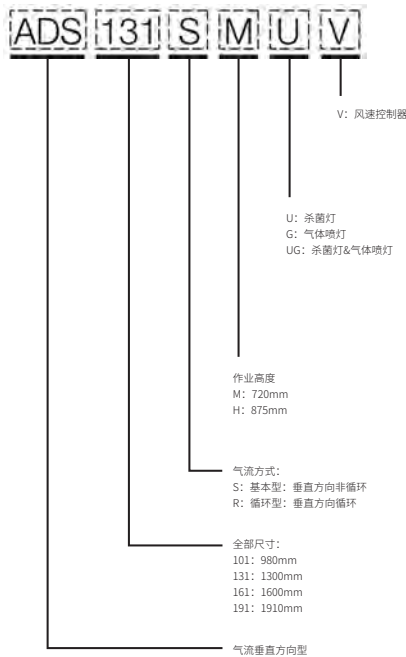 ADS 131 S M U V
V：风速控制器
U：杀菌灯
G：气体喷灯
UG：杀菌灯&气体喷灯
作业高度
M：720mm
H：875mm
气流方式：
S：基本型：垂直方向非循环
R：循环型：垂直方向循环
全部尺寸：
101：980mm
131：1300mm
161：1600mm
191：1910mm
气流垂直方向型